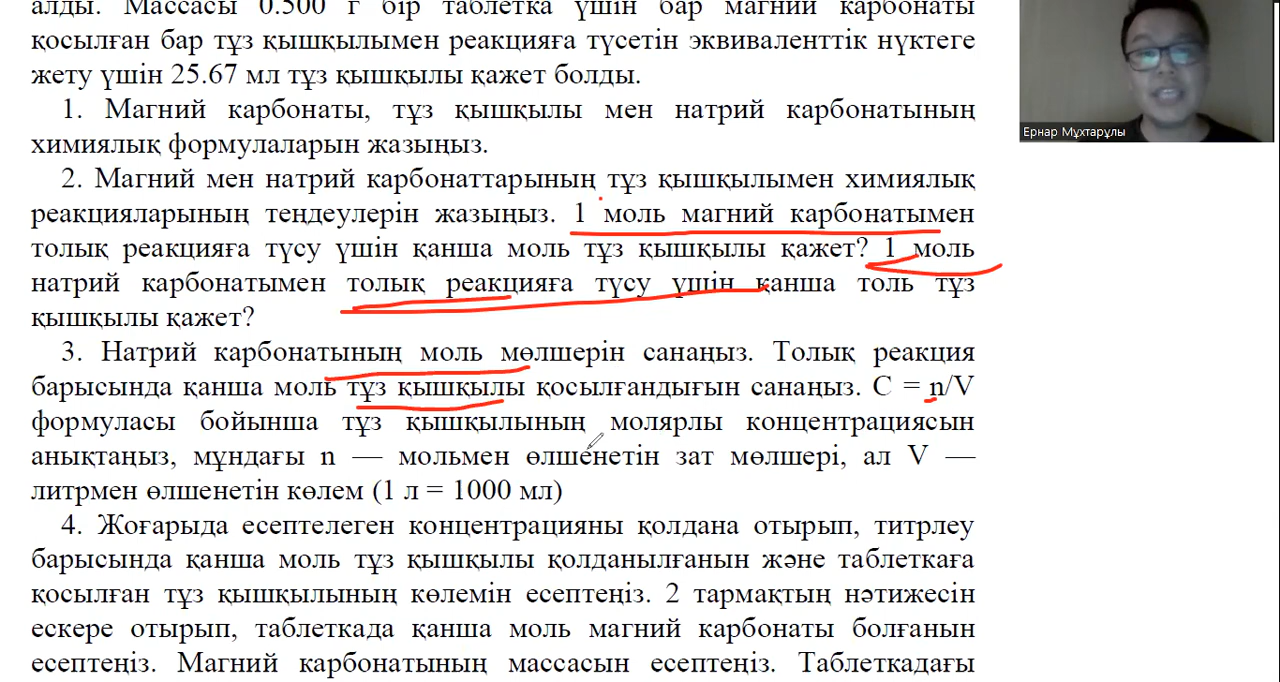 алды. Массасы 0.500 г бір таблетка үшін бар магний карбонаты
қосылған бар тұз қышқылымен реакцияға түсетін эквиваленттік нүктеге
жету үшін 25.67 мл тұз қышқылы қажет болды.
1. Магний карбонаты, тұз қышқылы мен натрий карбонатының
химиялық формулаларын жазыңыз.
2. Магний мен натрий карбонаттарының тұз қышқылымен химиялық
реакцияларының теңдеулерін жазыңыз. 1 моль магний карбонатымен
толық реакцияға түсу үшін қанша моль тұз қышқылы қажет? 1 моль
натрий карбонатымен толық реакцияға түсу үшін қанша толь тұз
қышқылы қажет?
3. Натрий карбонатының моль мөлшерін санаңыз. Толық реакция
барысында қанша моль тұз қышқылы қосылғандығын санаңыз. С = n/V
формуласы бойынша тұз қышқылының молярлы концентрациясын
анықтаңыз, мұндағы n — мольмен өлшенетін зат мөлшері, ал V —
литрмен өлшенетін көлем (1 л = 1000 мл)
4. Жоғарыда есептелеген концентрацияны қолдана отырып, титрлеу
барысында қанша моль тұз қышқылы қолданылғанын және таблеткаға
қосылған тұз қышқылының көлемін есептеңіз. 2 тармақтың нәтижесін
ескере отырып, таблеткада қанша моль магний карбонаты болғанын
есептеңіз. Магний карбонатының массасын есептеңіз. Таблеткадағы
Ернар Мұхтарұлы